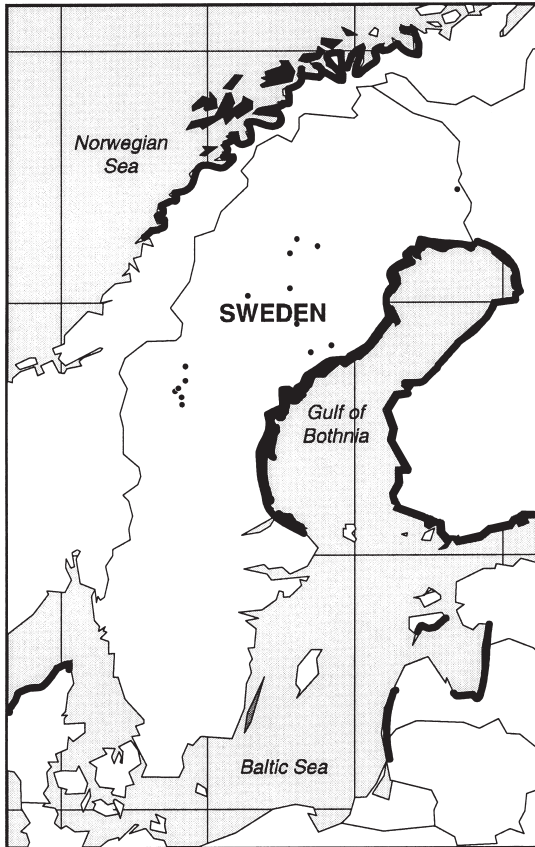 Norwegian
Sea
SWEDEN
Gulf of
Bothnia
Baltic Sea